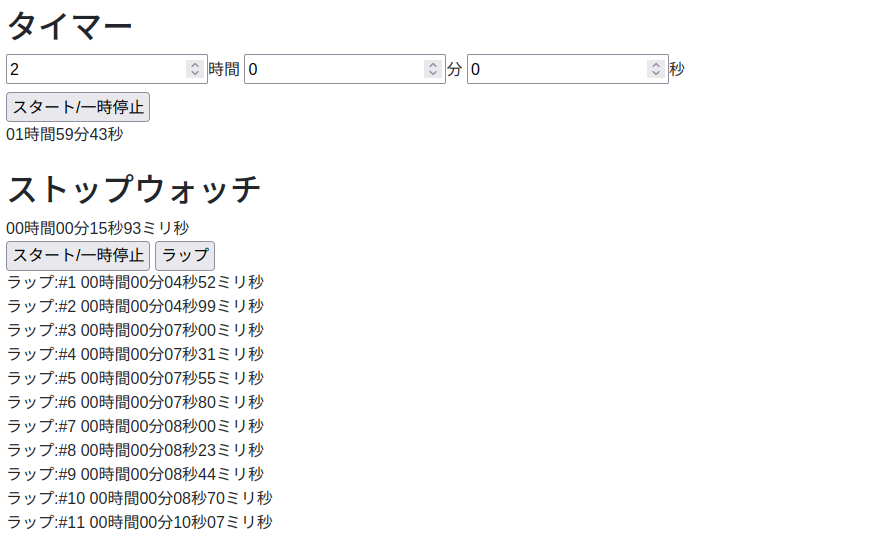 タイマー
2 時間 0 分 0 秒
スタート/一時停止
01時間59分43秒
ストップウォッチ
00時間00分15秒93ミリ秒
スタート/一時停止 ラップ
ラップ:#1 00時間00分04秒52ミリ秒
ラップ:#2 00時間00分04秒99ミリ秒
ラップ:#3 00時間00分07秒00ミリ秒
ラップ:#4 00時間00分07秒31ミリ秒
ラップ:#5 00時間00分07秒55ミリ秒
ラップ:#6 00時間00分07秒80ミリ秒
ラップ:#7 00時間00分08秒00ミリ秒
ラップ:#8 00時間00分08秒23ミリ秒
ラップ:#9 00時間00分08秒44ミリ秒
ラップ:#10 00時間00分08秒70ミリ秒
ラップ:#11 00時間00分10秒07ミリ秒